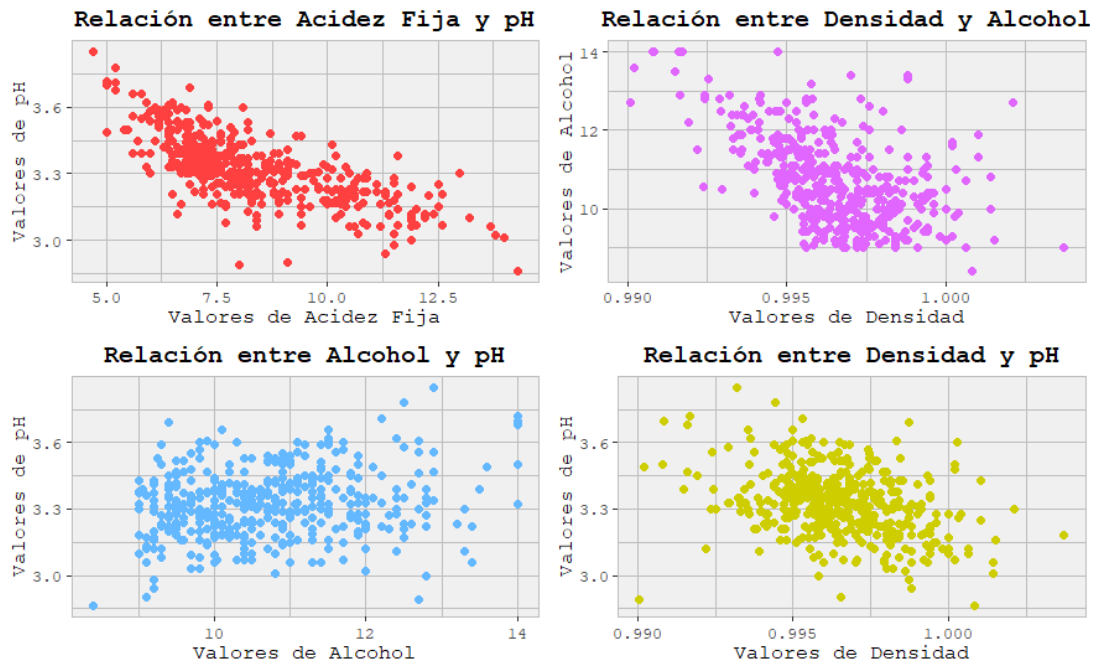 Relación entre Acidez Fija y pH
Valores de pH
3.6
3.3
3.0
5.0 7.5 10.0 12.5
Valores de Acidez Fija
Relación entre Densidad y Alcohol
Valores de Alcohol
14
12
10
0.990 0.995 1.000
Valores de Densidad
Relación entre Alcohol y pH
Valores de pH
3.6
3.3
3.0
10 12 14
Valores de Alcohol
Relación entre Densidad y pH
Valores de pH
3.6
3.3
3.0
0.990 0.995 1.000
Valores de Densidad